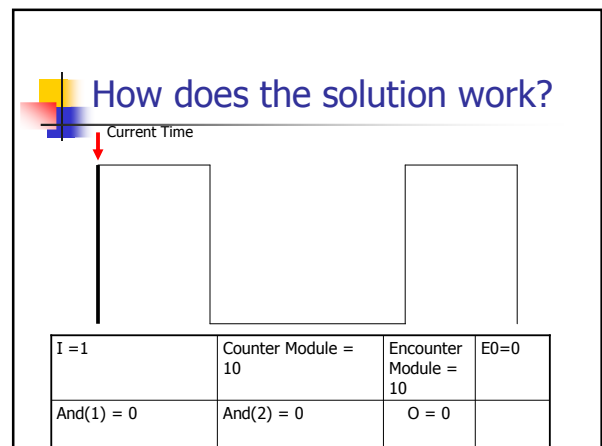 How does the solution work?
Current Time
I =1
Counter Module =
10
Encounter
Module =
10
E0=0
And(1) = 0
And(2) = 0
O = 0